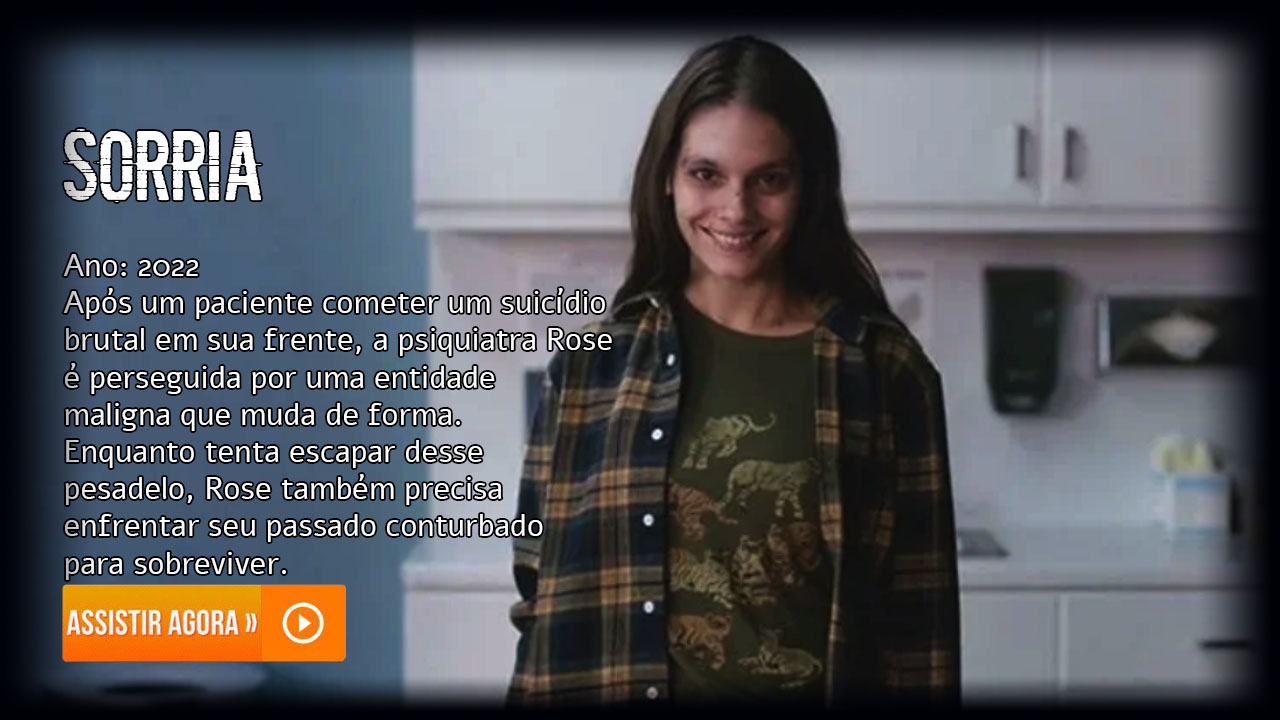 SORRIA
Ano: 2022
Após um paciente cometer um suicídio
brutal em sua frente, a psiquiatra Rose
é perseguida por uma entidade
maligna que muda de forma.
Enquanto tenta escapar desse
pesadelo, Rose também precisa
enfrentar seu passado conturbado
para sobreviver.
ASSISTIR AGORA »